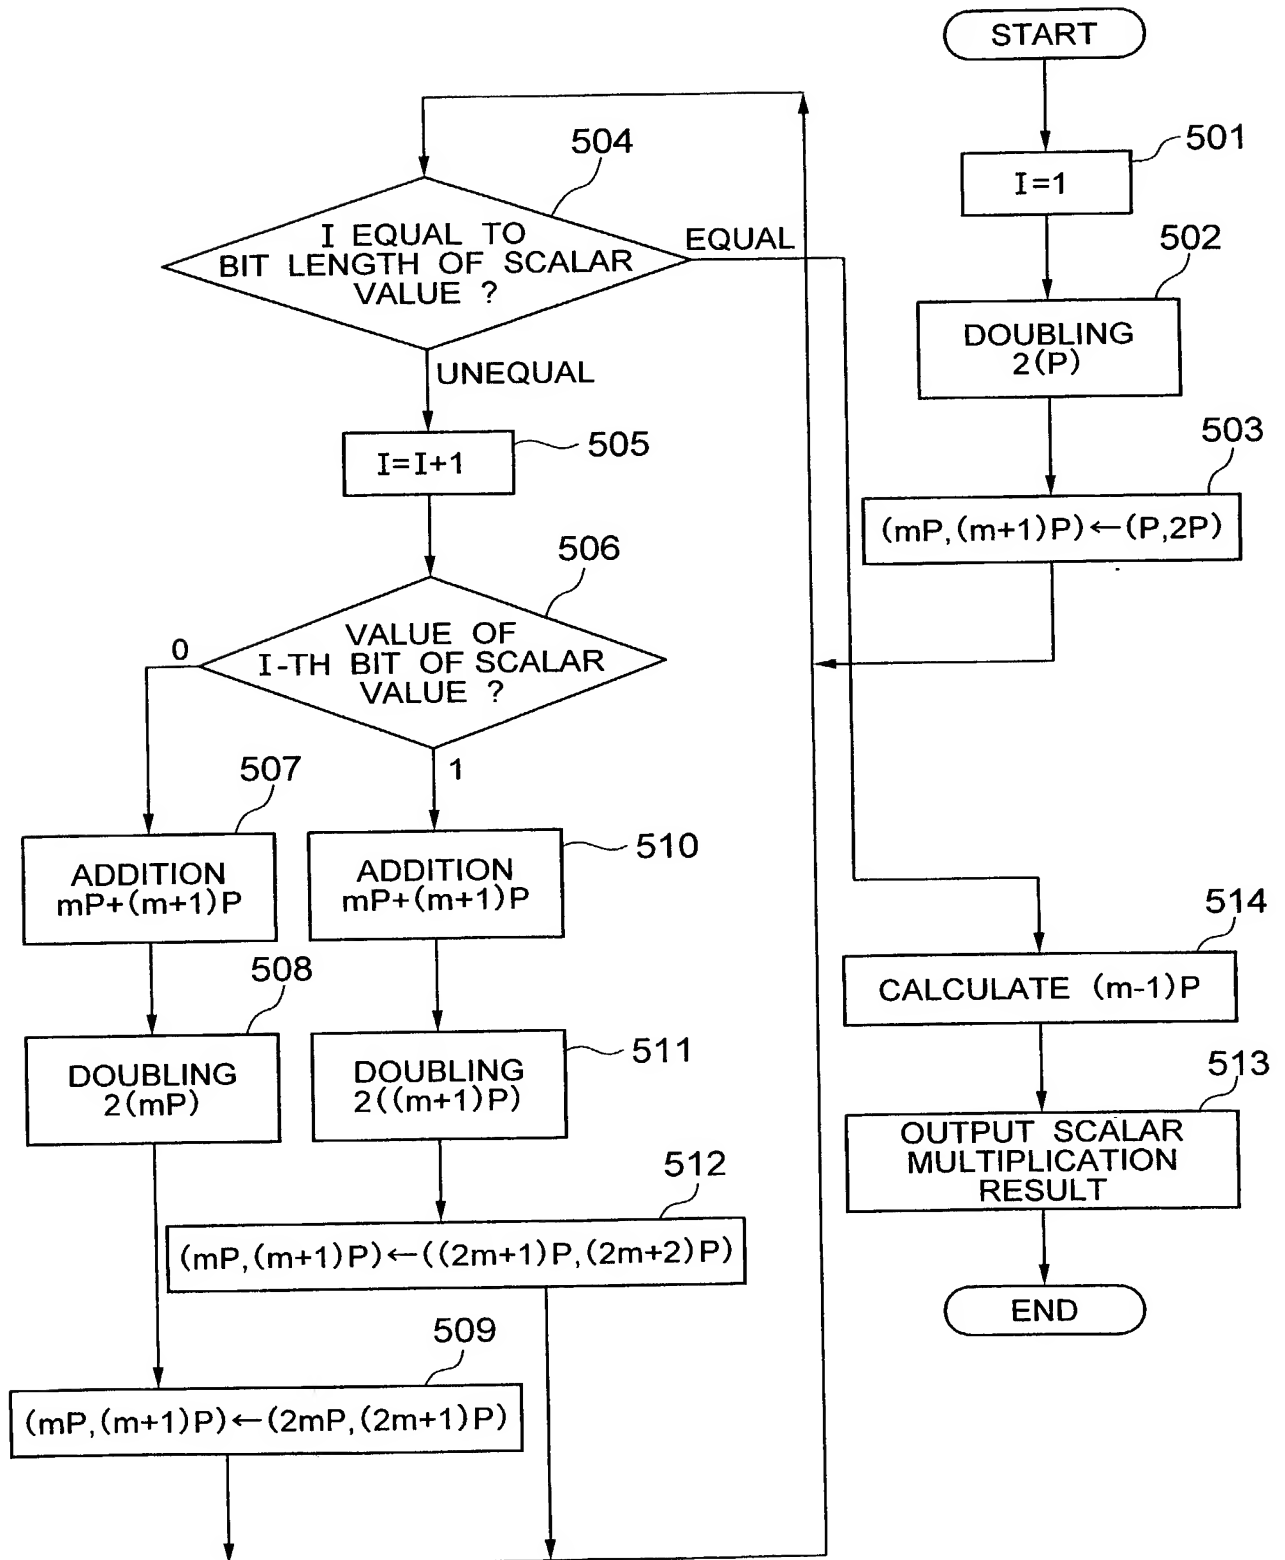 START
501
I=1
502
DOUBLING
2(P)
503
(mP,(m+1)P)←(P,2P)
504
I EQUAL TO
BIT LENGTH OF SCALAR
VALUE ?
EQUAL
UNEQUAL
505
I=I+1
506
VALUE OF
I-TH BIT OF SCALAR
VALUE ?
0
1
507
ADDITION
mP+(m+1)P
508
DOUBLING
2(mP)
509
(mP,(m+1)P)←(2mP,(2m+1)P)
510
ADDITION
mP+(m+1)P
511
DOUBLING
2((m+1)P)
512
(mP,(m+1)P)←((2m+1)P,(2m+2)P)
514
CALCULATE (m-1)P
513
OUTPUT SCALAR
MULTIPLICATION
RESULT
END